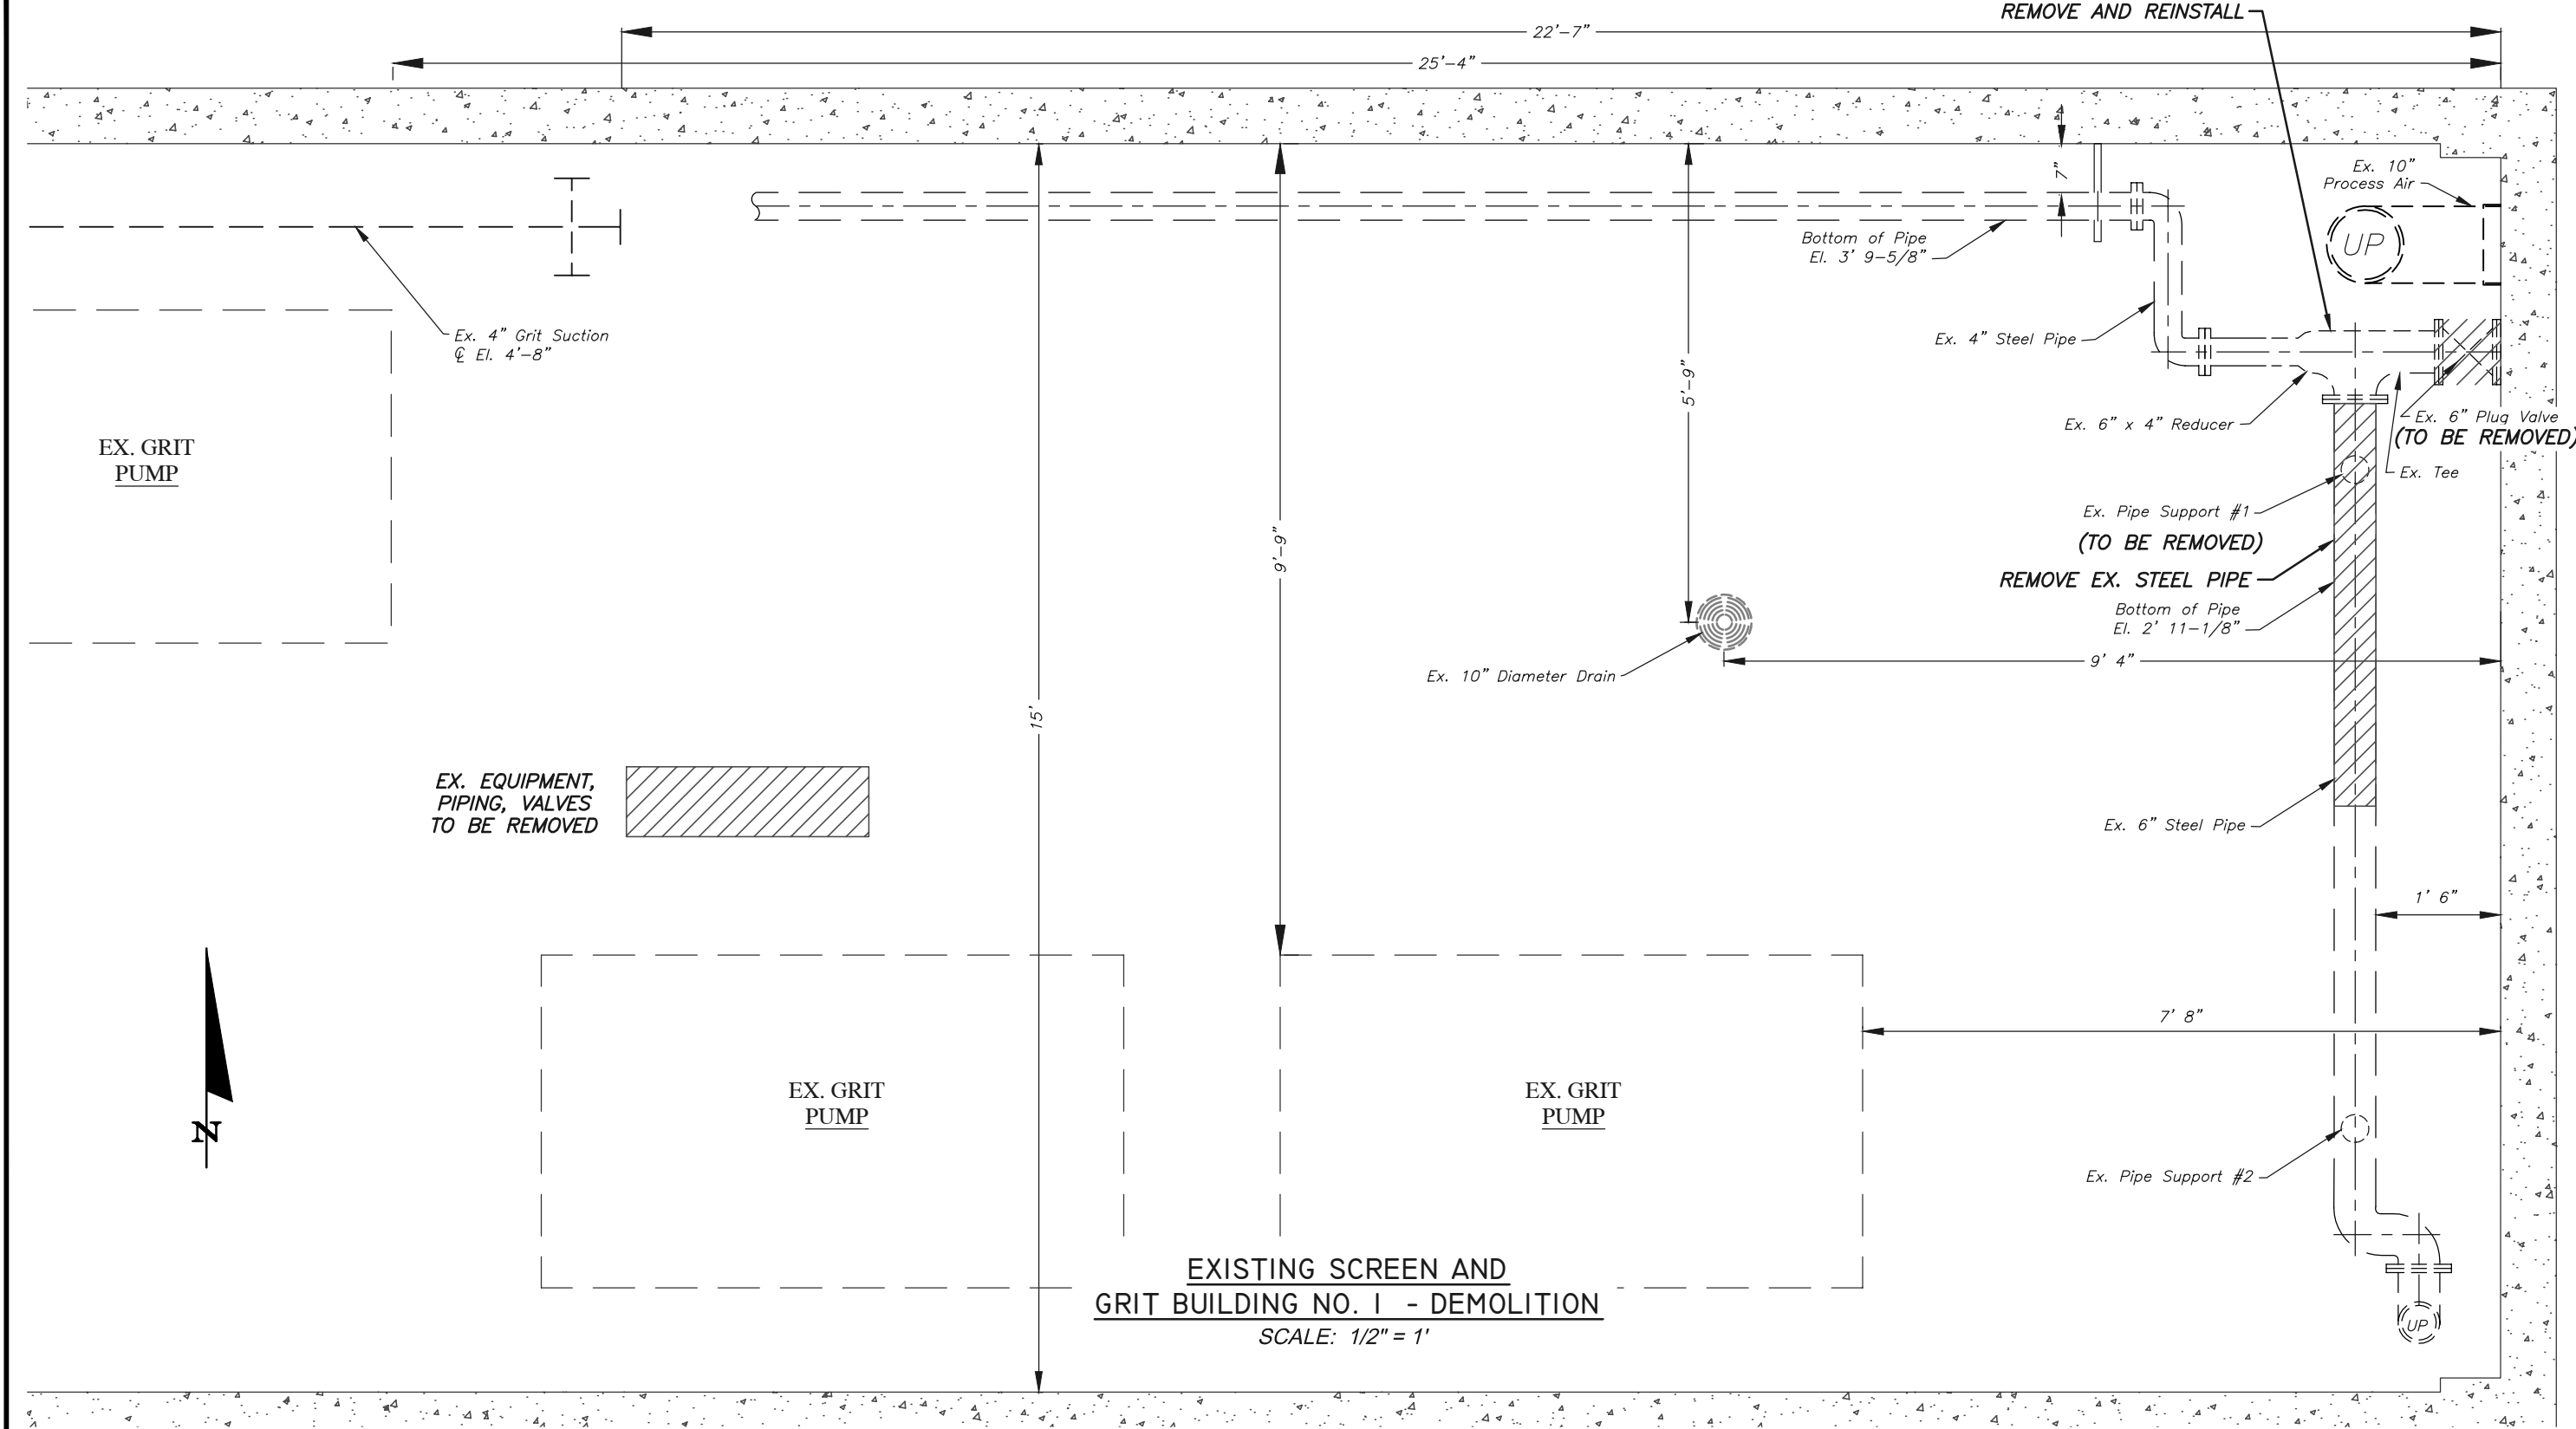 REMOVE AND REINSTALL
22'-7"
25'-4"
7"
Ex. 10"
Process Air
UP
Bottom of Pipe
El. 3' 9-5/8"
Ex. 4" Grit Suction
℄ El. 4'-8"
Ex. 4" Steel Pipe
5'-9"
Ex. 6" x 4" Reducer
Ex. 6" Plug Valve
(TO BE REMOVED)
Ex. Tee
EX. GRIT
PUMP
9'-9"
Ex. Pipe Support #1
(TO BE REMOVED)
REMOVE EX. STEEL PIPE
Bottom of Pipe
El. 2' 11-1/8"
9' 4"
Ex. 10" Diameter Drain
15'
EX. EQUIPMENT,
PIPING, VALVES
TO BE REMOVED
Ex. 6" Steel Pipe
1' 6"
7' 8"
EX. GRIT
PUMP
EX. GRIT
PUMP
N
Ex. Pipe Support #2
EXISTING SCREEN AND
GRIT BUILDING NO. 1 - DEMOLITION
SCALE: 1/2" = 1'
UP